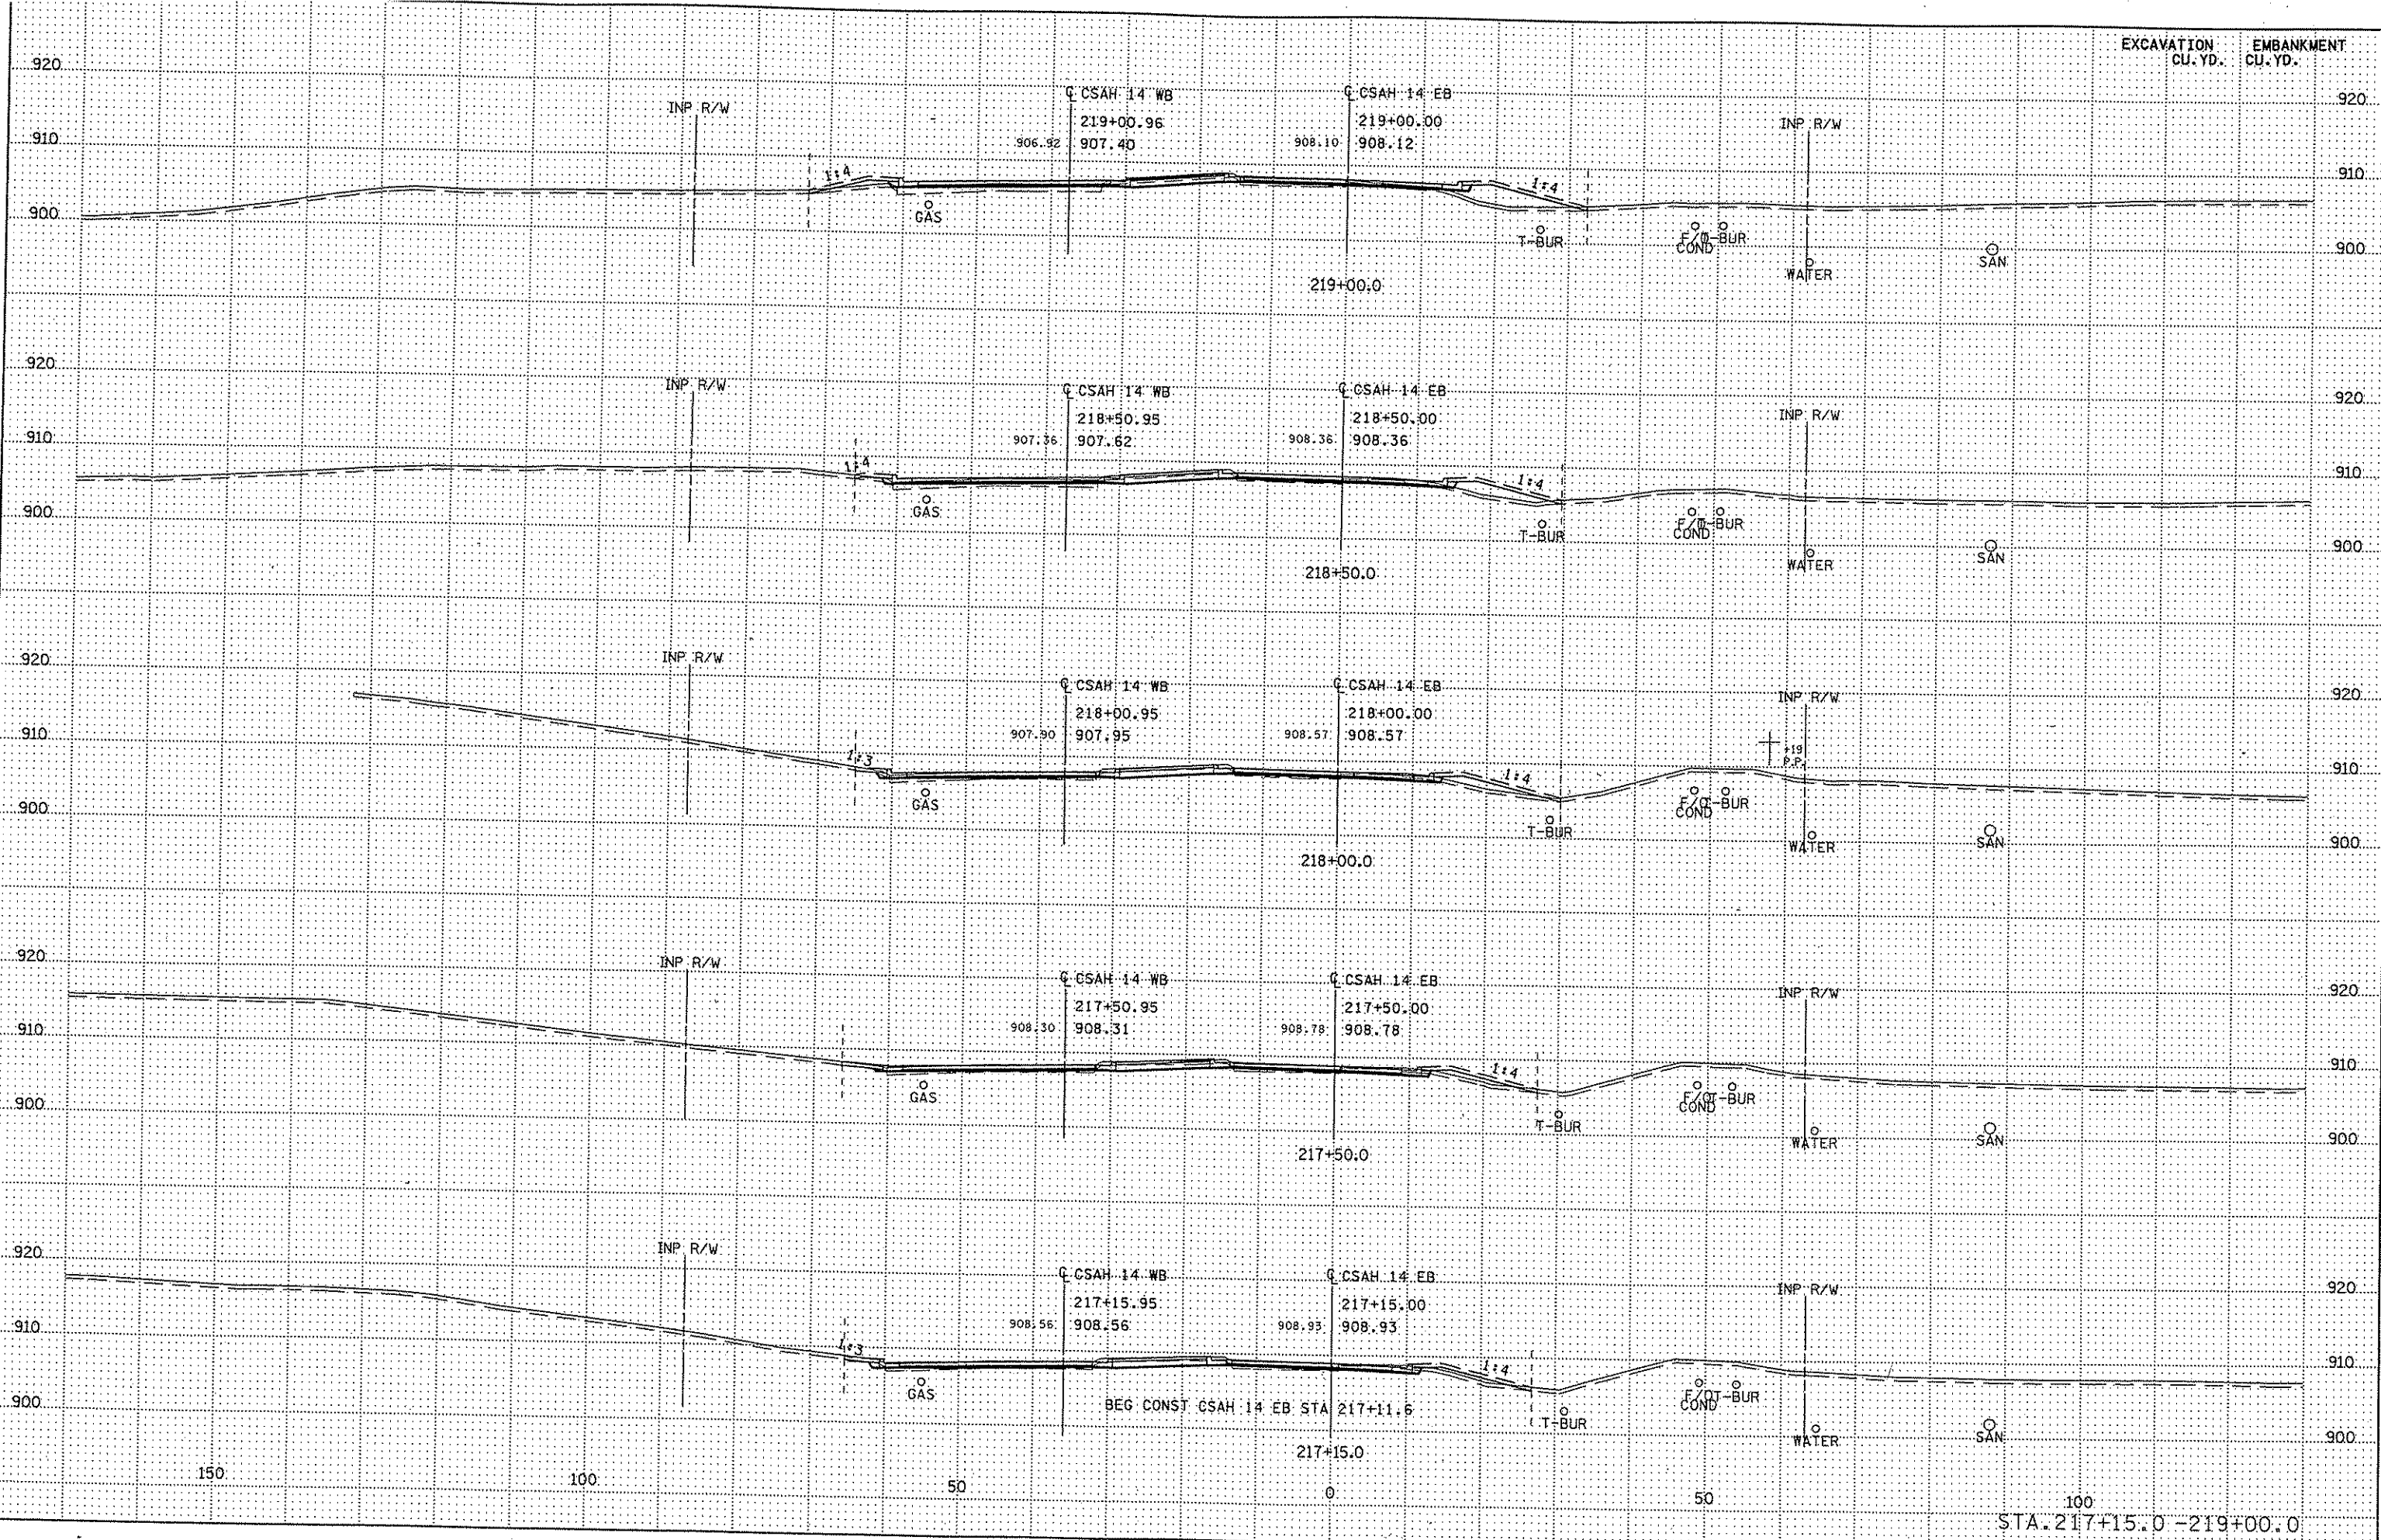 EXCAVATION EMBANKMENT
CU.YD. CU.YD.
920 920
INP R/W
℄ CSAH 14 WB
219+00.96
906.92 907.40
℄ CSAH 14 EB
219+00.00
908.10 908.12
INP R/W
910 910
1:4 1:4
900 900
GAS
T-BUR
COND
T-BUR
WATER
SAN
219+00.0
920 920
INP R/W
℄ CSAH 14 WB
218+50.95
907.36 907.62
℄ CSAH 14 EB
218+50.00
908.36 908.36
INP R/W
910 910
1:4 1:4
900 900
GAS
T-BUR
COND
T-BUR
WATER
SAN
218+50.0
920 920
INP R/W
℄ CSAH 14 WB
218+00.95
907.90 907.95
℄ CSAH 14 EB
218+00.00
908.57 908.57
INP R/W
+19
P.P.
910 910
1:3 1:4
900 900
GAS
T-BUR
COND
T-BUR
WATER
SAN
218+00.0
920 920
INP R/W
℄ CSAH 14 WB
217+50.95
908.30 908.31
℄ CSAH 14 EB
217+50.00
908.78 908.78
INP R/W
910 910
1:4
900 900
GAS
T-BUR
COND
T-BUR
WATER
SAN
217+50.0
920 920
INP R/W
℄ CSAH 14 WB
217+15.95
908.56 908.56
℄ CSAH 14 EB
217+15.00
908.93 908.93
INP R/W
910 910
1:3 1:4
900 900
GAS
BEG CONST CSAH 14 EB STA 217+11.6
T-BUR
F/O
COND
T-BUR
WATER
SAN
217+15.0
150 100 50 0 50 100
STA.217+15.0 -219+00.0